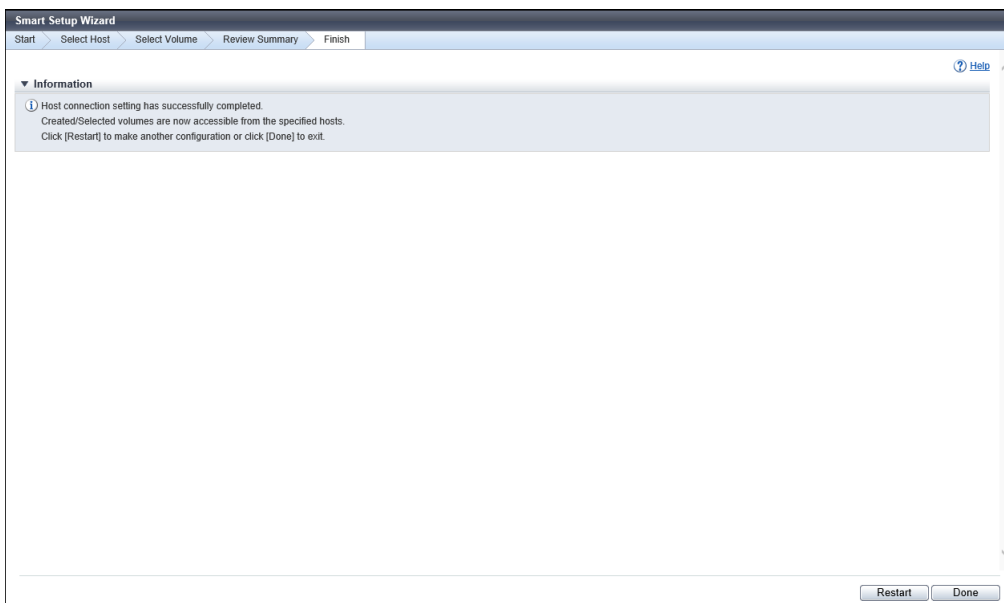 Smart Setup Wizard
Start Select Host Select Volume Review Summary Finish
? Help
Information
i Host connection setting has successfully completed.
Created/Selected volumes are now accessible from the specified hosts.
Click [Restart] to make another configuration or click [Done] to exit.
Restart Done